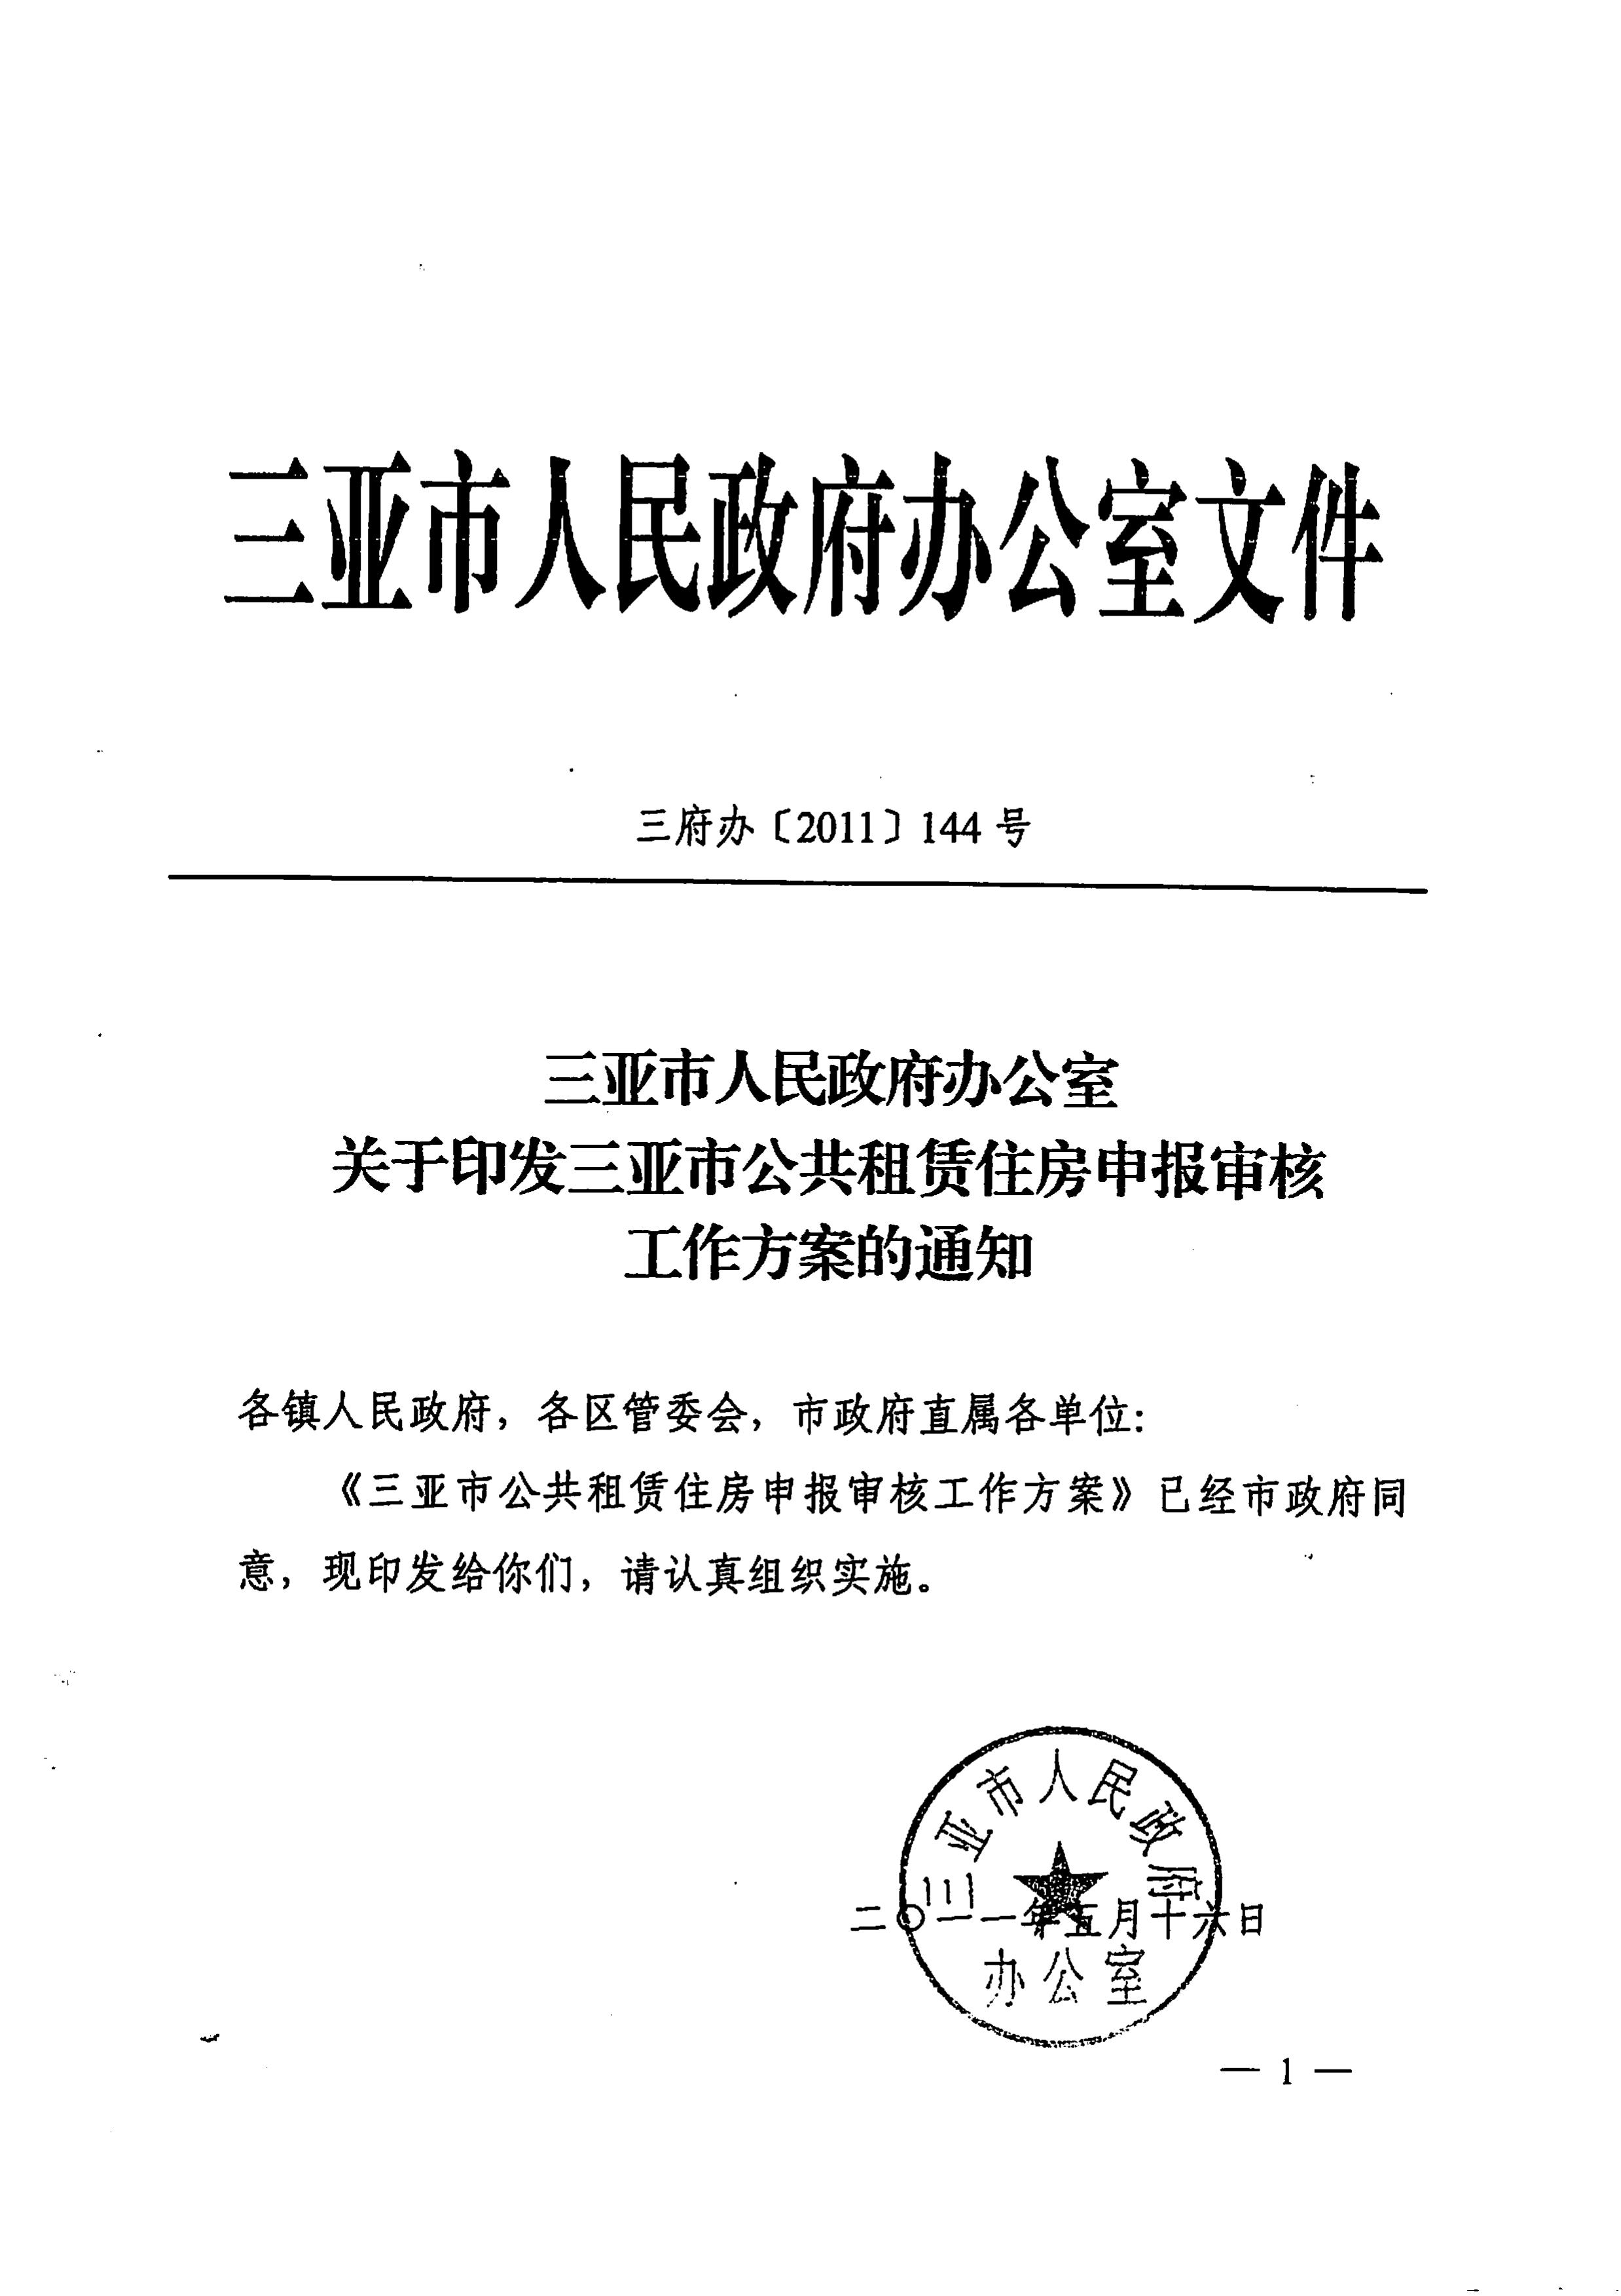 三亚市人民政府办公室文件
三府办〔2011〕144 号
三亚市人民政府办公室
关于印发三亚市公共租赁住房申报审核
工作方案的通知
各镇人民政府，各区管委会，市政府直属各单位：
《三亚市公共租赁住房申报审核工作方案》已经市政府同
意，现印发给你们，请认真组织实施。
三亚市人民政府
二〇一一年五月十六日
办公室
— 1 —